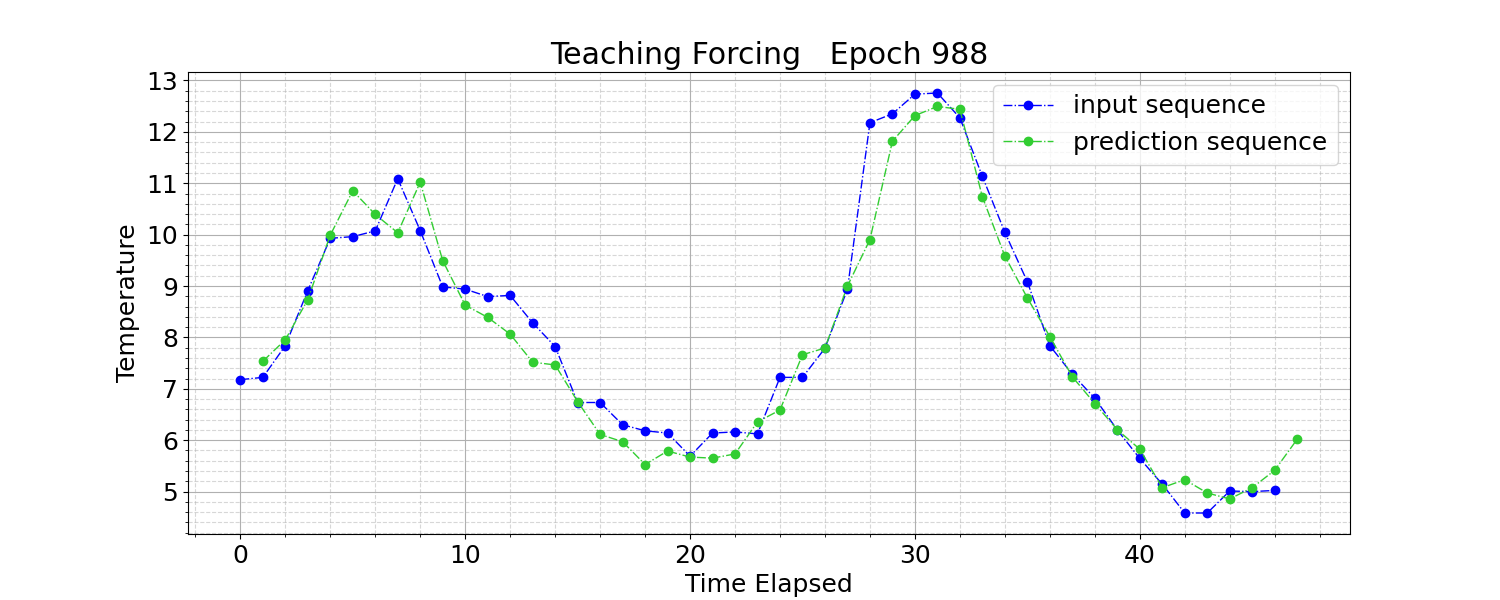 Teaching Forcing   Epoch 988
13
12
11
10
9
8
7
6
5
Temperature
input sequence
prediction sequence
0 10 20 30 40
Time Elapsed